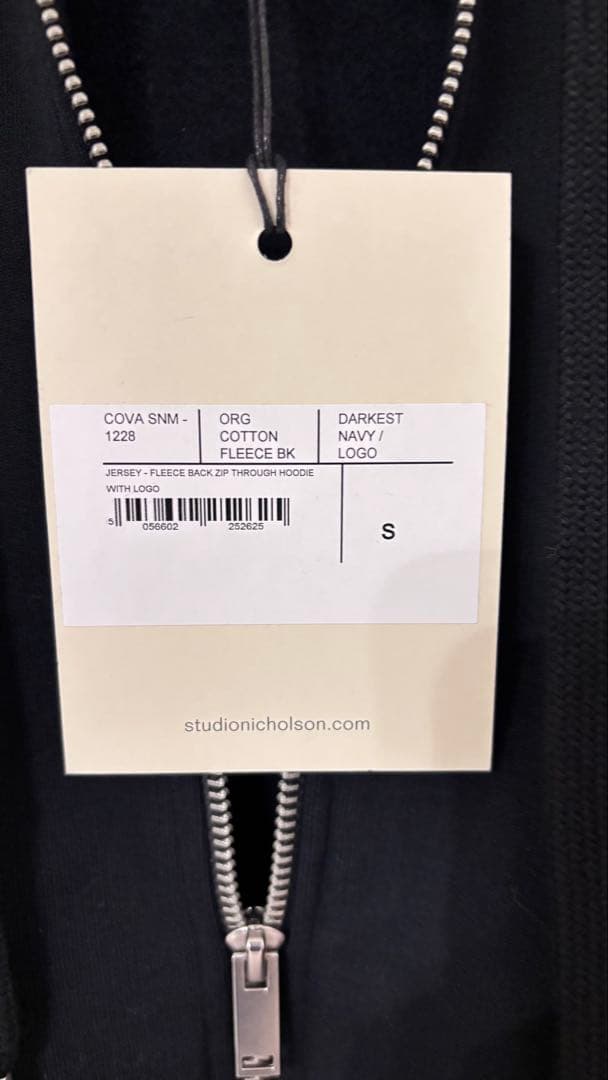 COVA SNM -
1228
ORG
COTTON
FLEECE BK
DARKEST
NAVY /
LOGO
JERSEY - FLEECE BACK ZIP THROUGH HOODIE
WITH LOGO
5 056602 252625
S
studionicholson.com